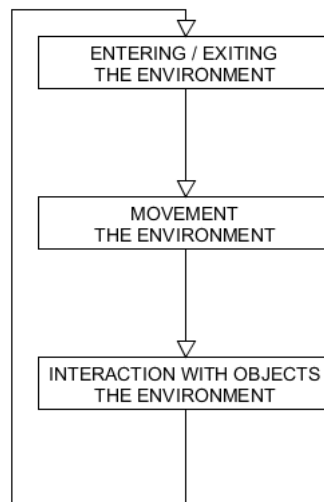 ENTERING / EXITING
THE ENVIRONMENT
MOVEMENT
THE ENVIRONMENT
INTERACTION WITH OBJECTS
THE ENVIRONMENT